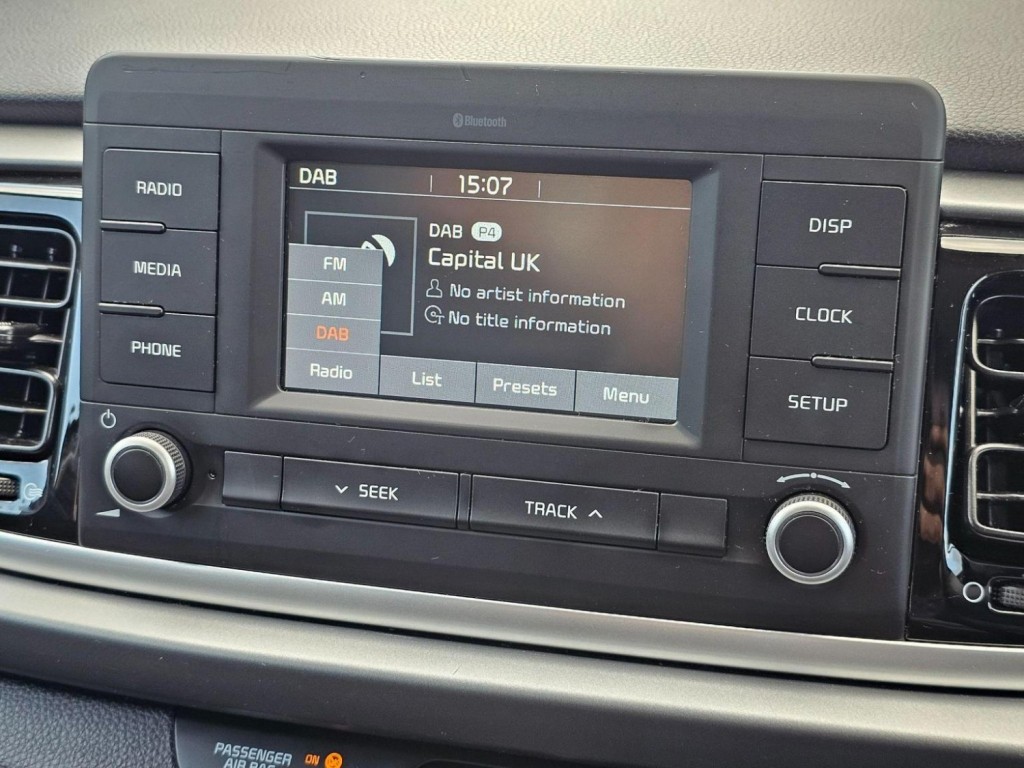 Bluetooth
RADIO
MEDIA
PHONE
DAB 15:07
DAB P4
Capital UK
No artist information
No title information
FM
AM
DAB
Radio List Presets Menu
DISP
CLOCK
SETUP
SEEK TRACK
PASSENGER
AIR BAG
ON